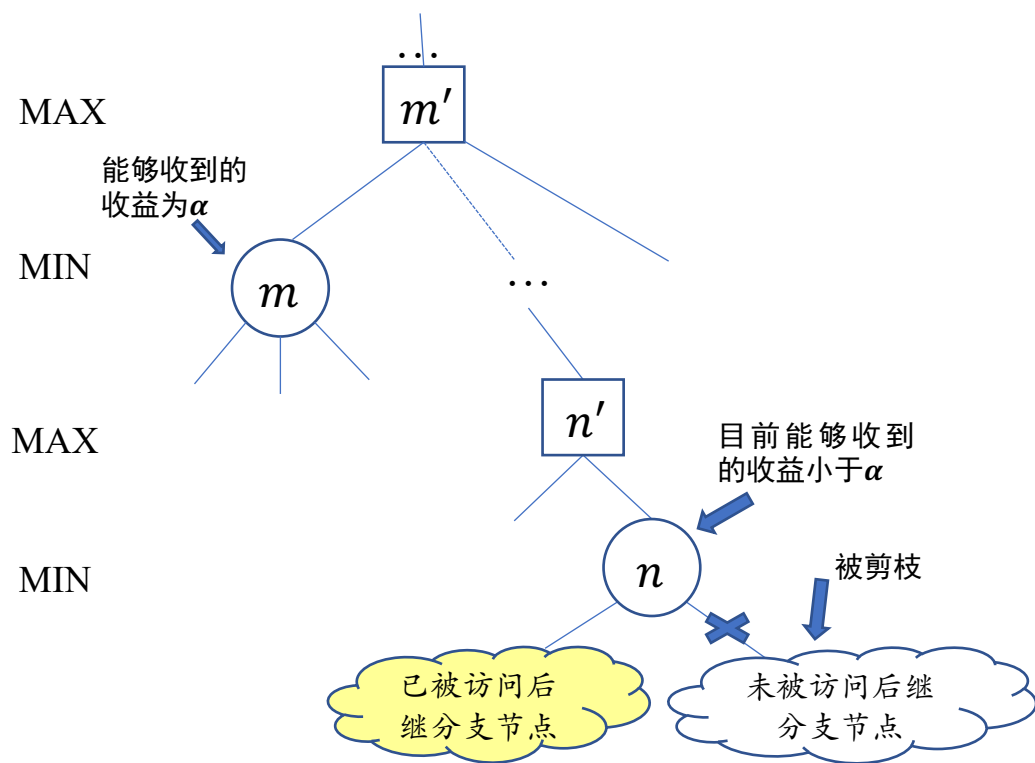 ...
MAX
m′
能够收到的
收益为α
MIN
m
...
MAX
n′
目前能够收到
的收益小于α
MIN
n
被剪枝
已被访问后
继分支节点
未被访问后继
分支节点